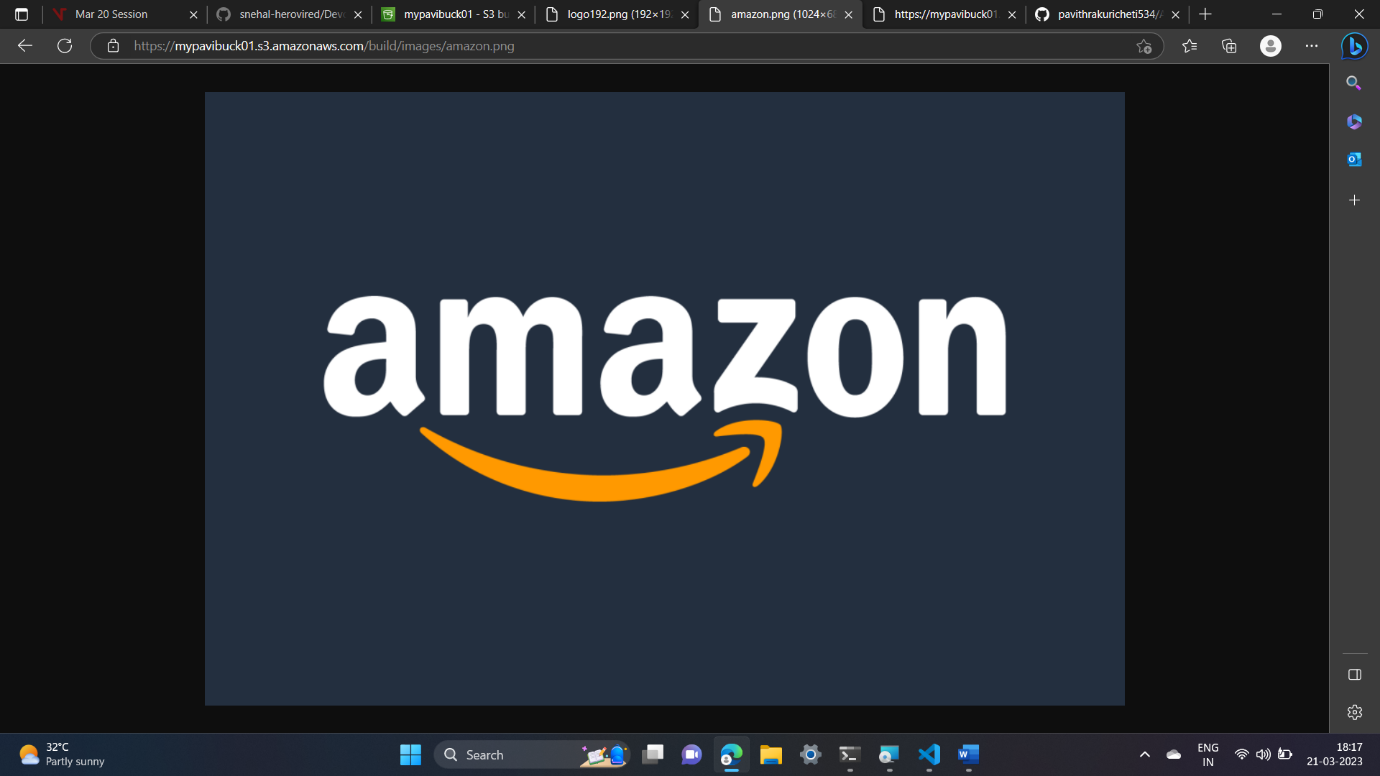 Mar 20 Session
snehal-herovired/Dev
mypavibuck01 - S3 bu
logo192.png (192×19
amazon.png (1024×60
https://mypavibuck01.
pavithrakuricheti534/
https://mypavibuck01.s3.amazonaws.com/build/images/amazon.png
amazon
32°C
Partly sunny
Search
ENG
IN
18:17
21-03-2023